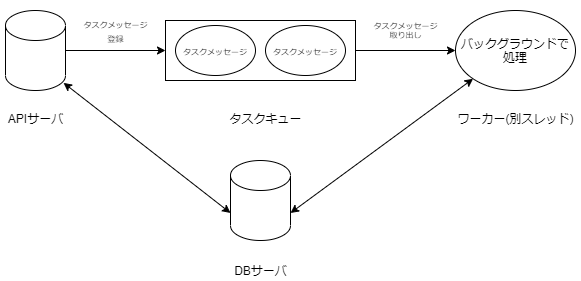 タスクメッセージ
登録
タスクメッセージ
タスクメッセージ
タスクメッセージ
取り出し
バックグラウンドで
処理
APIサーバ
タスクキュー
ワーカー(別スレッド)
DBサーバ